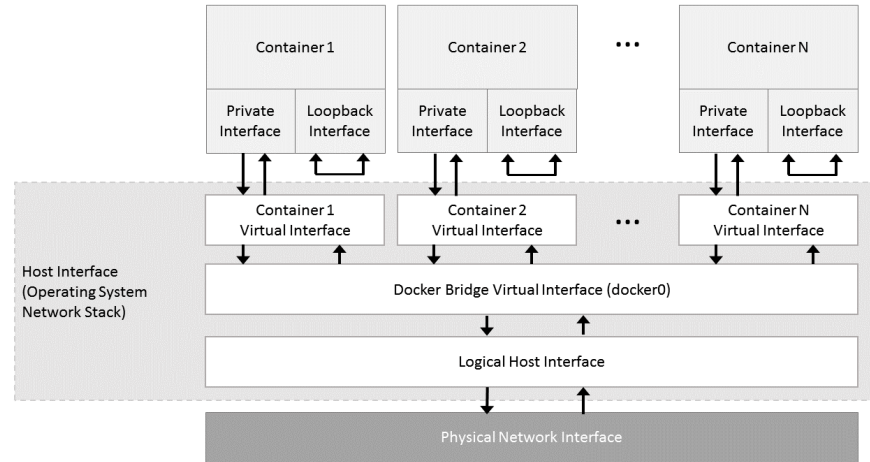 Container 1
Container 2
...
Container N
Private
Interface
Loopback
Interface
Private
Interface
Loopback
Interface
Private
Interface
Loopback
Interface
Container 1
Virtual Interface
Container 2
Virtual Interface
...
Container N
Virtual Interface
Host Interface
(Operating System
Network Stack)
Docker Bridge Virtual Interface (docker0)
Logical Host Interface
Physical Network Interface